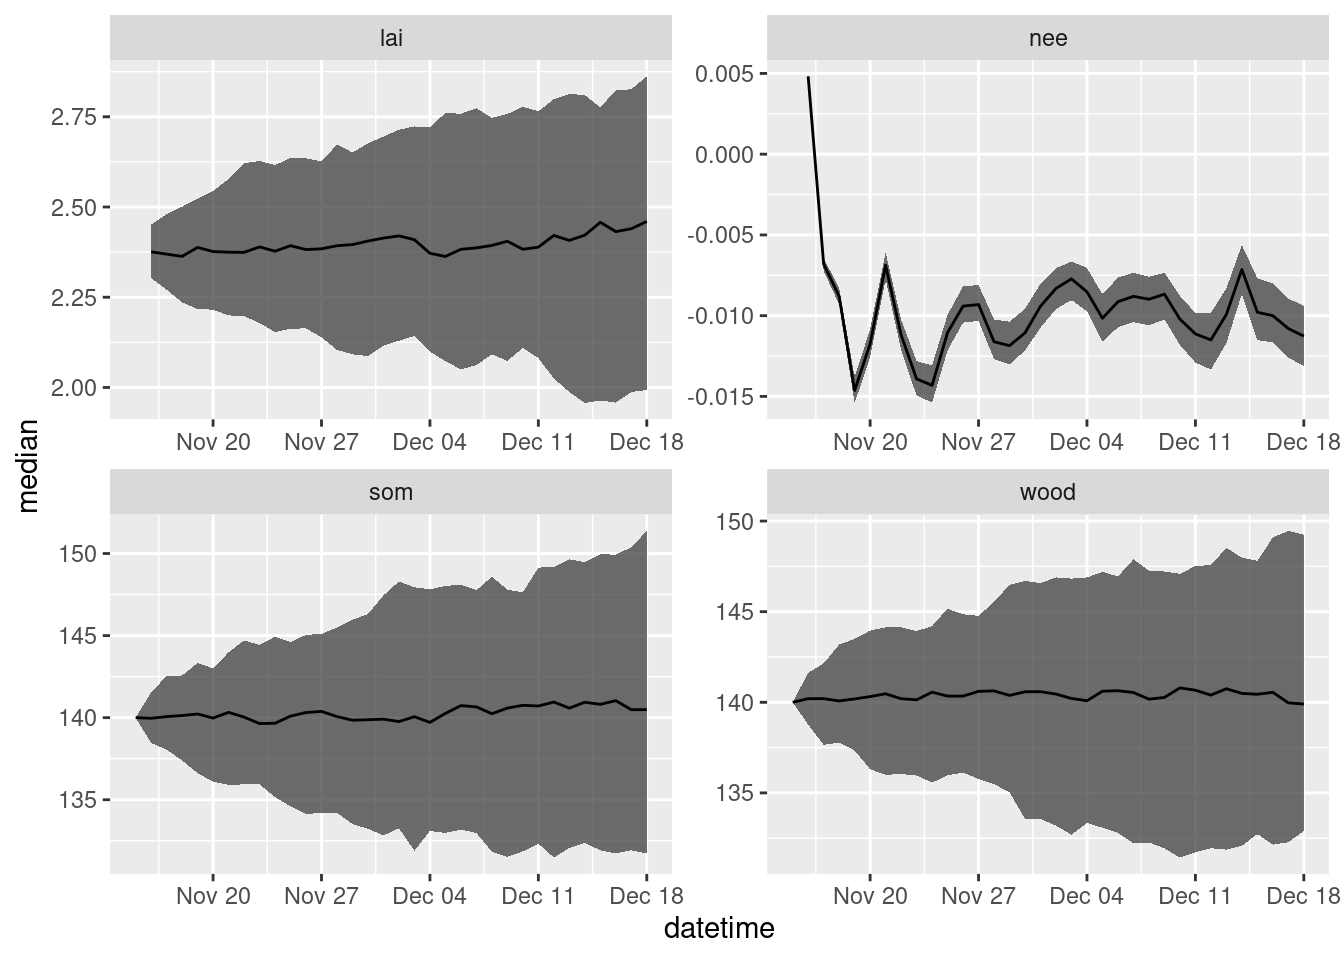 lai
2.75
2.50
2.25
2.00
Nov 20 Nov 27 Dec 04 Dec 11 Dec 18
nee
0.005
0.000
-0.005
-0.010
-0.015
Nov 20 Nov 27 Dec 04 Dec 11 Dec 18
median
som
150
145
140
135
Nov 20 Nov 27 Dec 04 Dec 11 Dec 18
wood
150
145
140
135
Nov 20 Nov 27 Dec 04 Dec 11 Dec 18
datetime